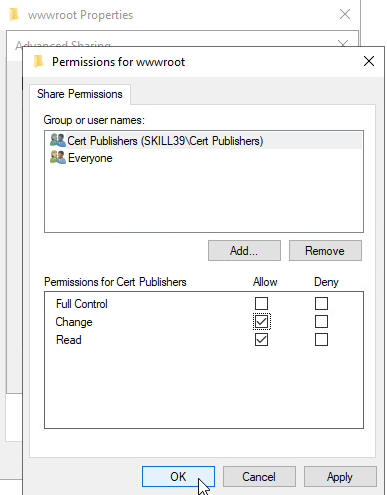 wwwroot Properties
Advanced Sharing
Permissions for wwwroot
Share Permissions
Group or user names:
Cert Publishers (SKILL39\Cert Publishers)
Everyone
Add... Remove
Permissions for Cert Publishers Allow Deny
Full Control
Change
Read
OK Cancel Apply